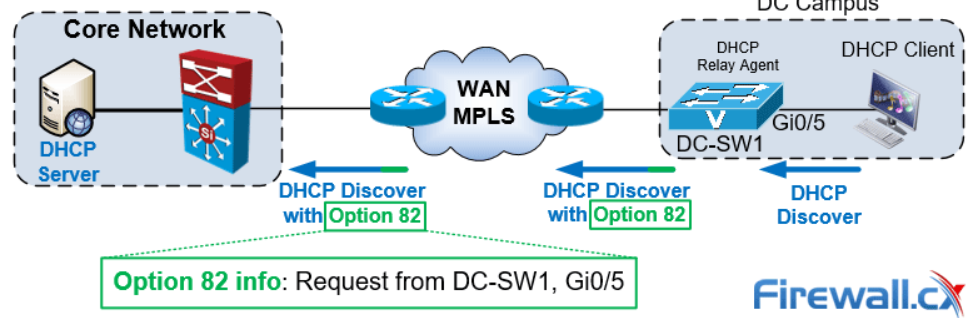 DC Campus
Core Network
DHCP
Relay Agent
DHCP Client
WAN
MPLS
Si
V
Gi0/5
DC-SW1
DHCP
Server
DHCP Discover
with Option 82
DHCP Discover
with Option 82
DHCP
Discover
Option 82 info: Request from DC-SW1, Gi0/5
Firewall.cx